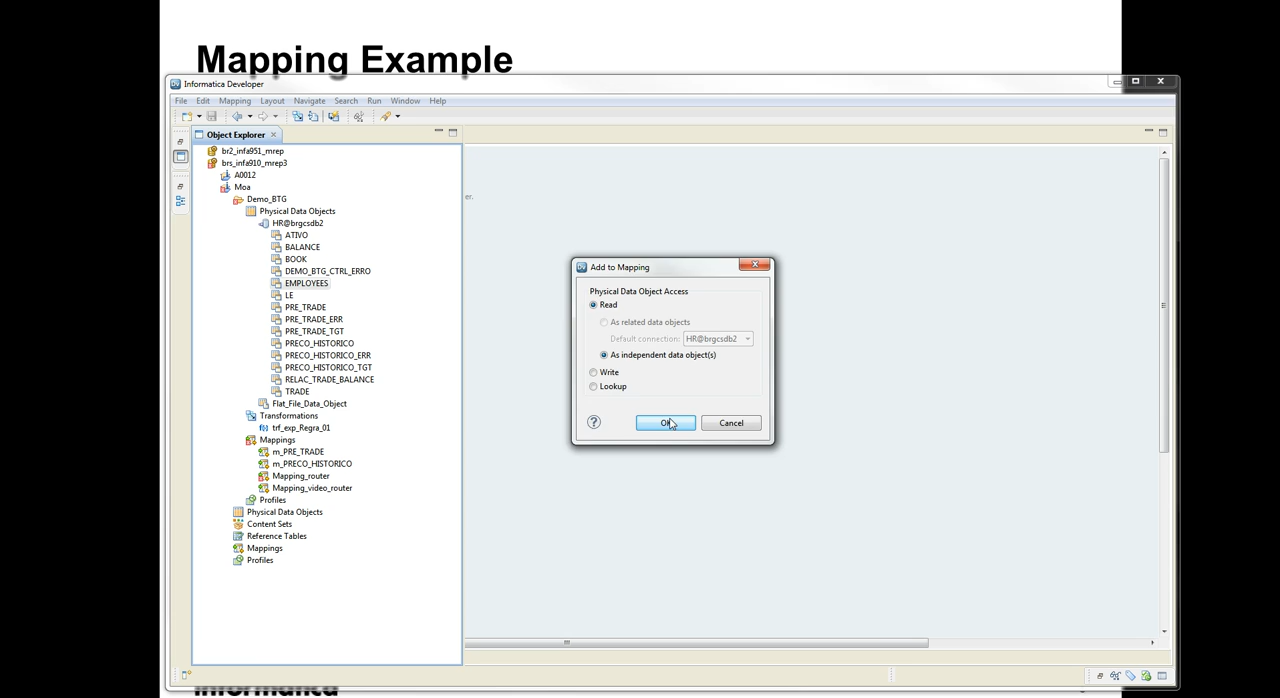 Mapping Example
Informatica Developer
File Edit Mapping Layout Navigate Search Run Window Help
Object Explorer
br2_infa951_mrep
brs_infa910_mrep3
A0012
Moa
Demo_BTG
Physical Data Objects
HR@brgcsdb2
ATIVO
BALANCE
BOOK
DEMO_BTG_CTRL_ERRO
EMPLOYEES
LE
PRE_TRADE
PRE_TRADE_ERR
PRE_TRADE_TGT
PRECO_HISTORICO
PRECO_HISTORICO_ERR
PRECO_HISTORICO_TGT
RELAC_TRADE_BALANCE
TRADE
Flat_File_Data_Object
Transformations
trf_exp_Regra_01
Mappings
m_PRE_TRADE
m_PRECO_HISTORICO
Mapping_router
Mapping_video_router
Profiles
Physical Data Objects
Content Sets
Reference Tables
Mappings
Profiles
er.
Add to Mapping
Physical Data Object Access
Read
As related data objects
Default connection: HR@brgcsdb2
As independent data object(s)
Write
Lookup
OK Cancel
Informatica